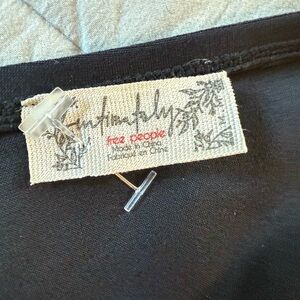 Intimately
free people
Made in China
Fabriqué en Chine